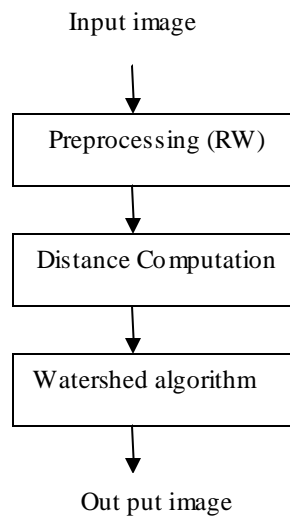 Input image
Preprocessing (RW)
Distance Computation
Watershed algorithm
Out put image